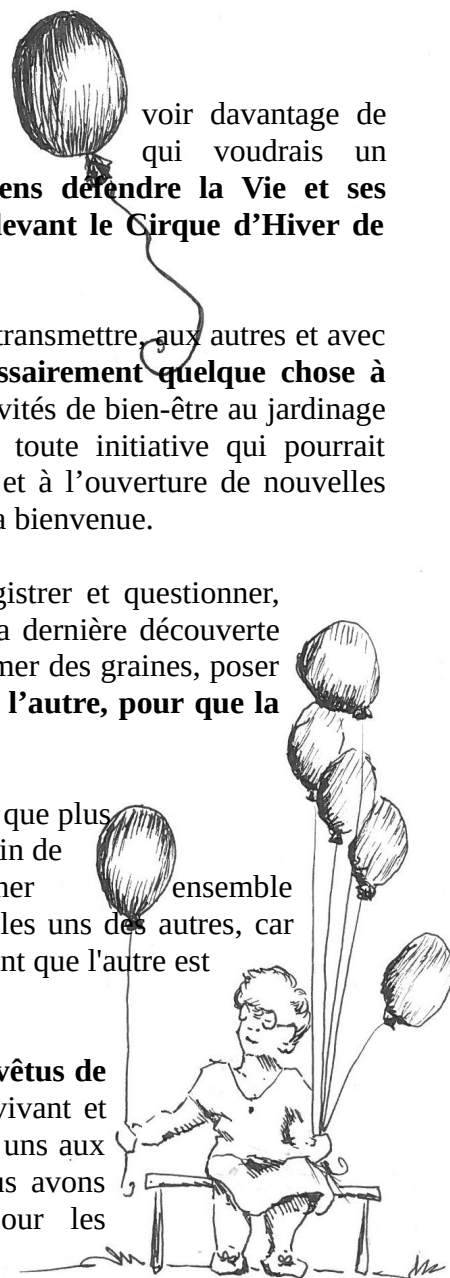 voir davantage de
qui voudrais un
ens défendre la Vie et ses
levant le Cirque d’Hiver de
transmettre, aux autres et avec
ssairement quelque chose à
vités de bien-être au jardinage
toute initiative qui pourrait
et à l’ouverture de nouvelles
a bienvenue.
gistrer et questionner,
a dernière découverte
mer des graines, poser
l’autre, pour que la
que plus
in de
ner ensemble
les uns des autres, car
nt que l'autre est
vêtus de
vivant et
uns aux
us avons
our les